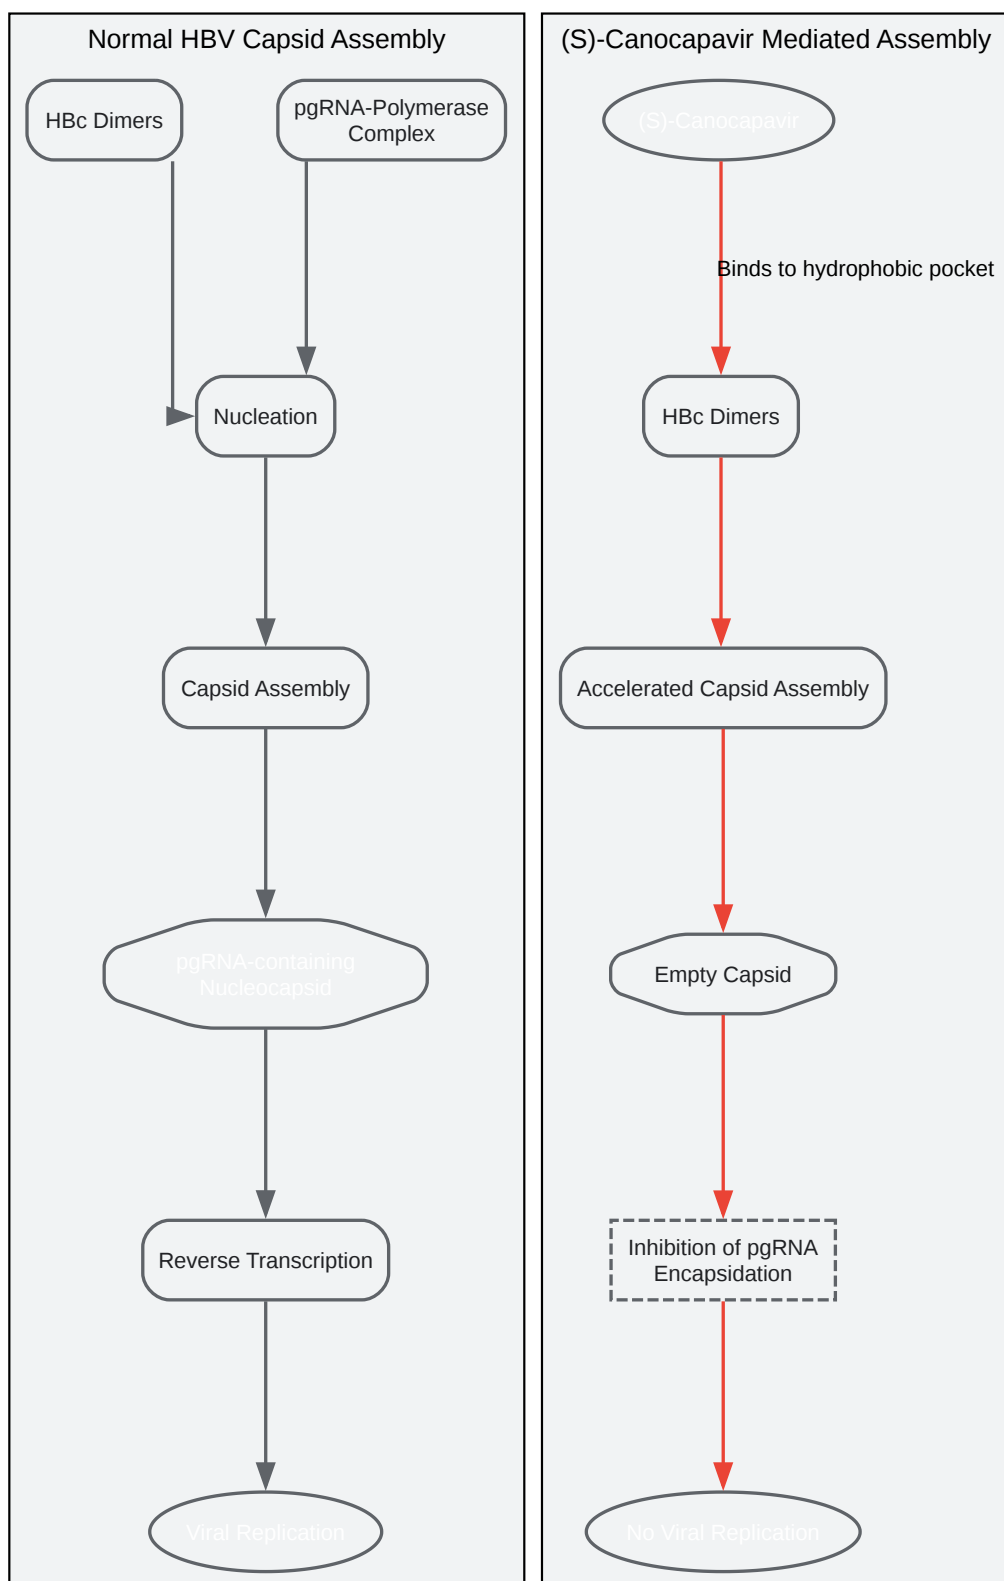 Normal HBV Capsid Assembly
HBc Dimers
pgRNA-Polymerase
Complex
Nucleation
Capsid Assembly
pgRNA-containing
Nucleocapsid
Reverse Transcription
Viral Replication
(S)-Canocapavir Mediated Assembly
(S)-Canocapavir
Binds to hydrophobic pocket
HBc Dimers
Accelerated Capsid Assembly
Empty Capsid
Inhibition of pgRNA
Encapsidation
No Viral Replication